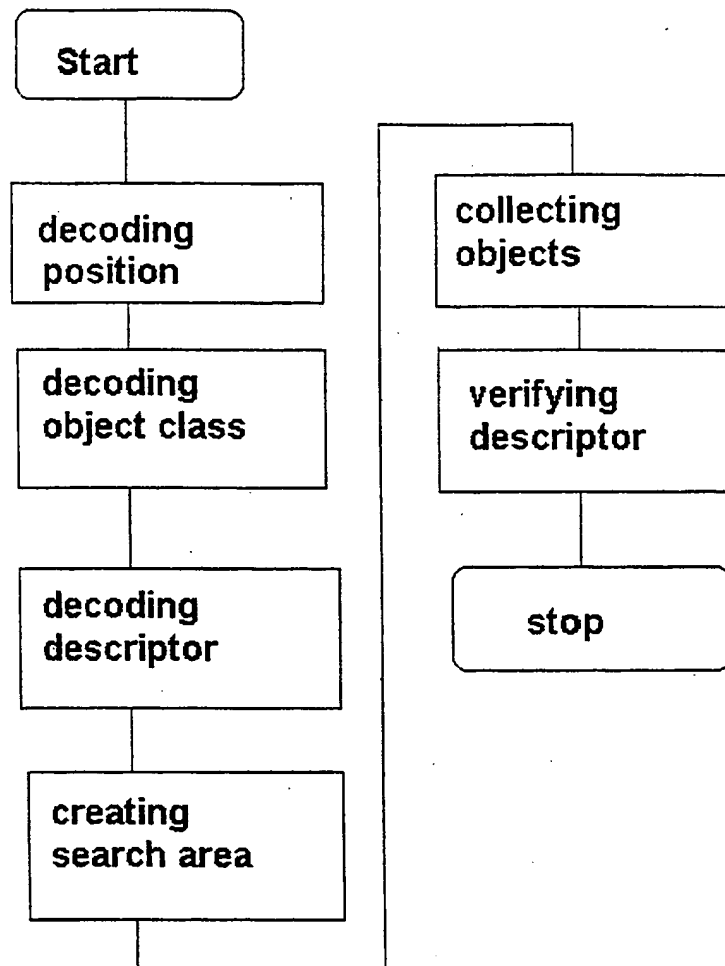 Start
decoding
position
decoding
object class
decoding
descriptor
creating
search area
collecting
objects
verifying
descriptor
stop